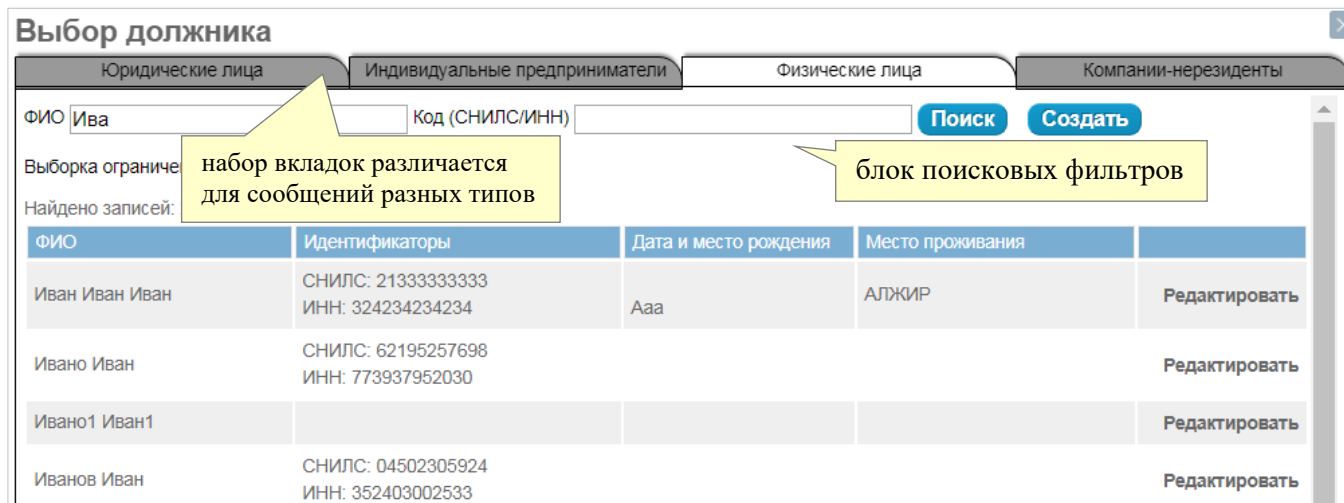 Выбор должника
Юридические лица
Индивидуальные предприниматели
Физические лица
Компании-нерезиденты
ФИО Ива Код (СНИЛС/ИНН) Поиск Создать
Выборка
набор вкладок различается
для сообщений разных типов
блок поисковых фильтров
Найдено записей:
ФИО Идентификаторы Дата и место рождения Место проживания
Иван Иван Иван СНИЛС: 21333333333 АЛЖИР Редактировать
ИНН: 324234234234 Ааа
Ивано Иван СНИЛС: 62195257698 Редактировать
ИНН: 773937952030
Ивано1 Иван1 Редактировать
Иванов Иван СНИЛС: 04502305924 Редактировать
ИНН: 352403002533